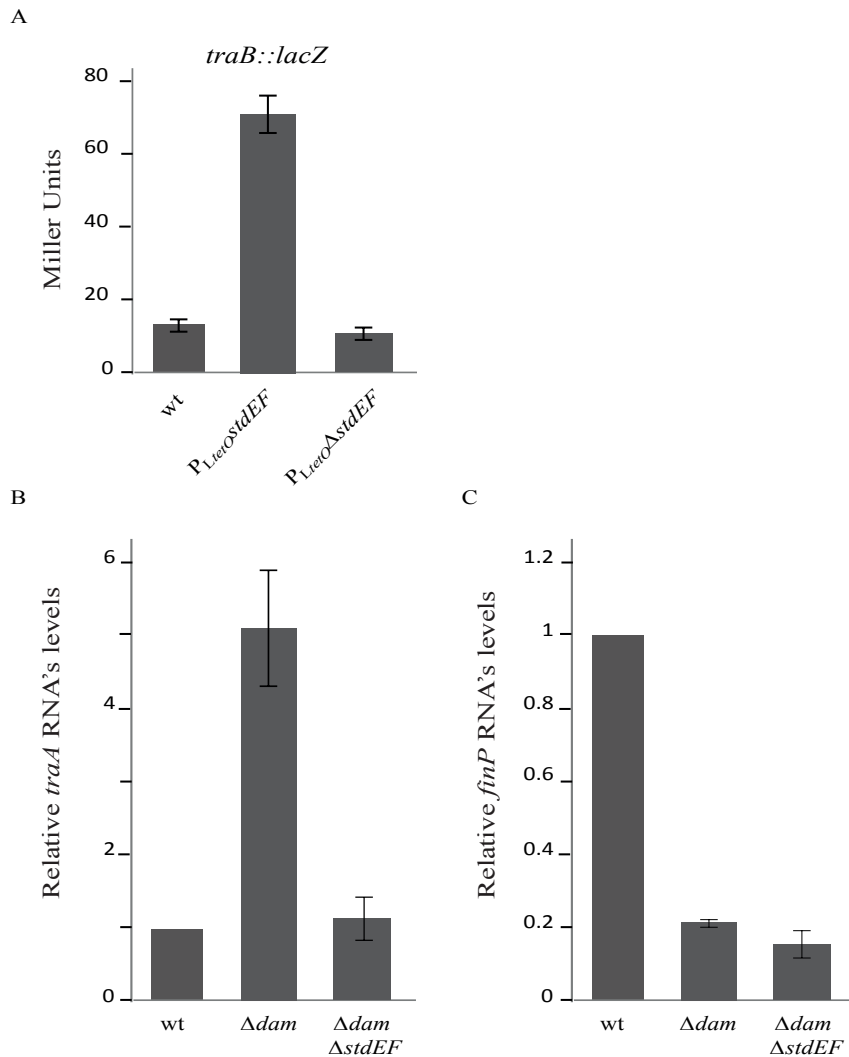 A
traB::lacZ
Miller Units
80
60
40
20
0
wt
PLtetOstdEF
PLtetOΔstdEF
B
Relative traA RNA's levels
6
4
2
0
wt
Δdam
Δdam
ΔstdEF
C
Relative finP RNA's levels
1.2
1
0.8
0.6
0.4
0.2
0
wt
Δdam
Δdam
ΔstdEF